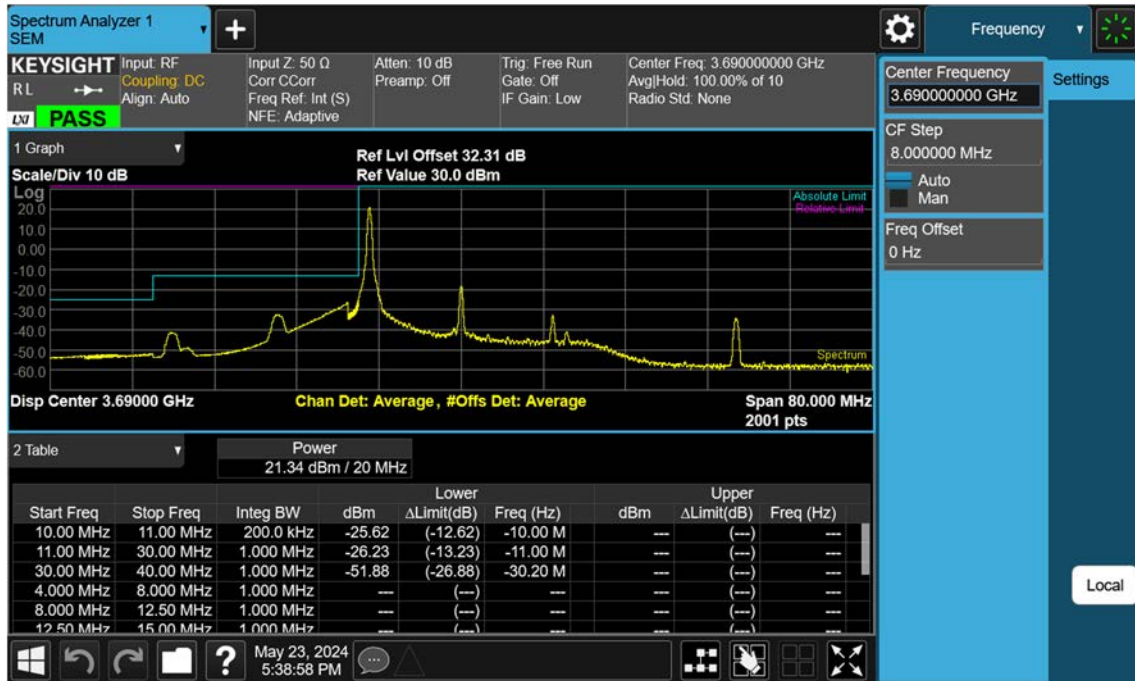 Spectrum Analyzer 1
SEM
Frequency
KEYSIGHT
RL
LXI PASS
Input: RF
Coupling: DC
Align: Auto
Input Z: 50 Ω
Corr CCorr
Freq Ref: Int (S)
NFE: Adaptive
Atten: 10 dB
Preamp: Off
Trig: Free Run
Gate: Off
IF Gain: Low
Center Freq: 3.690000000 GHz
Avg|Hold: 100.00% of 10
Radio Std: None
Center Frequency
3.690000000 GHz
Settings
CF Step
8.000000 MHz
Auto
Man
Freq Offset
0 Hz
Local
1 Graph
Ref Lvl Offset 32.31 dB
Scale/Div 10 dB
Ref Value 30.0 dBm
Log
Absolute Limit
Relative Limit
20.0
10.0
0.00
-10.0
-20.0
-30.0
-40.0
-50.0
-60.0
Spectrum
Disp Center 3.69000 GHz
Chan Det: Average, #Offs Det: Average
Span 80.000 MHz
2001 pts
2 Table
Power
21.34 dBm / 20 MHz
Lower Upper
Start Freq Stop Freq Integ BW dBm ΔLimit(dB) Freq (Hz) dBm ΔLimit(dB) Freq (Hz)
10.00 MHz 11.00 MHz 200.0 kHz -25.62 (-12.62) -10.00 M --- (---) ---
11.00 MHz 30.00 MHz 1.000 MHz -26.23 (-13.23) -11.00 M --- (---) ---
30.00 MHz 40.00 MHz 1.000 MHz -51.88 (-26.88) -30.20 M --- (---) ---
4.000 MHz 8.000 MHz 1.000 MHz --- (---) --- --- (---) ---
8.000 MHz 12.50 MHz 1.000 MHz --- (---) --- --- (---) ---
12.50 MHz 15.00 MHz 1.000 MHz --- (---) --- --- (---) ---
? May 23, 2024
5:38:58 PM